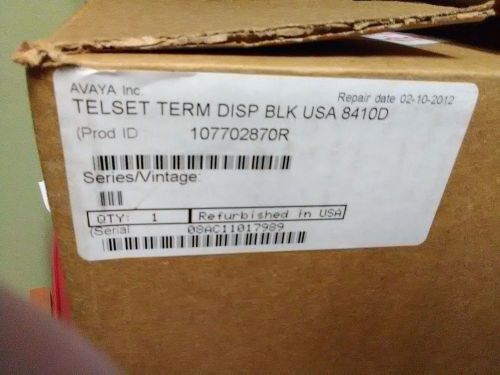 AVAYA Inc.
Repair date 02-10-2012
TELSET TERM DISP BLK USA 8410D
(Prod ID 107702870R
Series/Vintage:
QTY: 1 Refurbished in USA
(Serial 08AC11017989